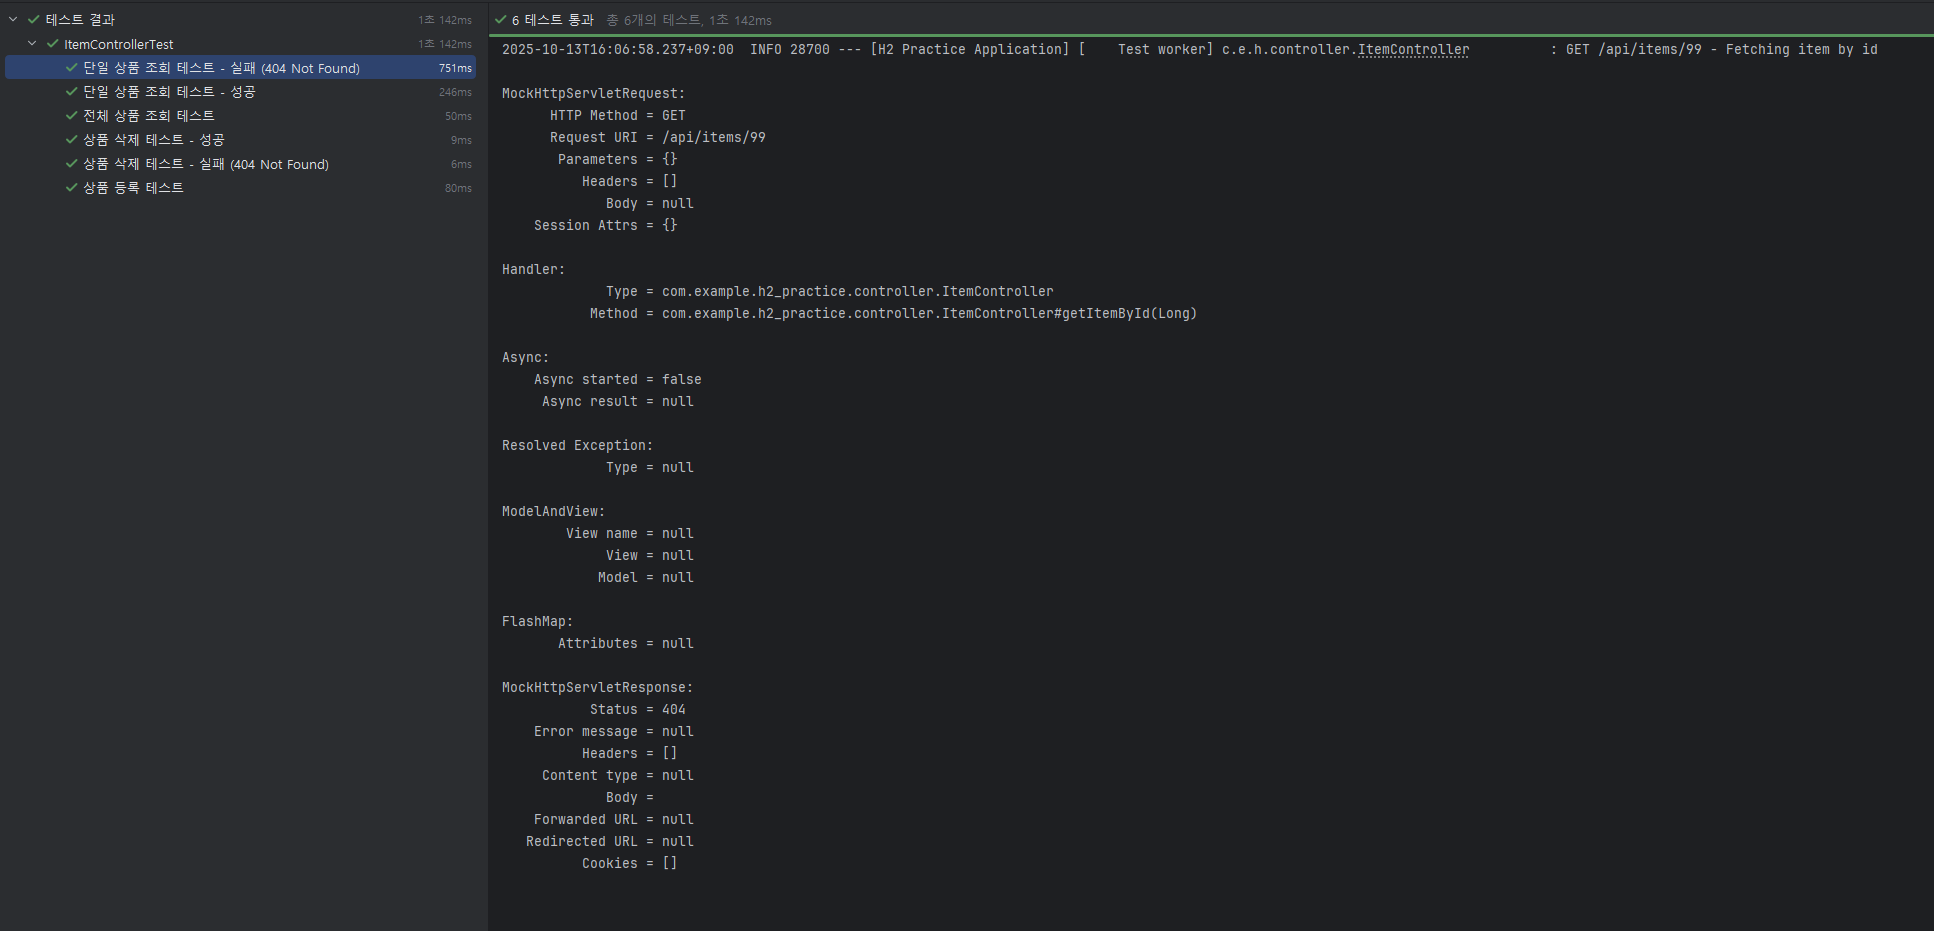 테스트 결과 1초 142ms
ItemControllerTest 1초 142ms
단일 상품 조회 테스트 - 실패 (404 Not Found) 751ms
단일 상품 조회 테스트 - 성공 246ms
전체 상품 조회 테스트 50ms
상품 삭제 테스트 - 성공 9ms
상품 삭제 테스트 - 실패 (404 Not Found) 6ms
상품 등록 테스트 80ms
6 테스트 통과 총 6개의 테스트, 1초 142ms
2025-10-13T16:06:58.237+09:00  INFO 28700 --- [H2 Practice Application] [    Test worker] c.e.h.controller.ItemController          : GET /api/items/99 - Fetching item by id
MockHttpServletRequest:
HTTP Method = GET
Request URI = /api/items/99
Parameters = {}
Headers = []
Body = null
Session Attrs = {}
Handler:
Type = com.example.h2_practice.controller.ItemController
Method = com.example.h2_practice.controller.ItemController#getItemById(Long)
Async:
Async started = false
Async result = null
Resolved Exception:
Type = null
ModelAndView:
View name = null
View = null
Model = null
FlashMap:
Attributes = null
MockHttpServletResponse:
Status = 404
Error message = null
Headers = []
Content type = null
Body =
Forwarded URL = null
Redirected URL = null
Cookies = []